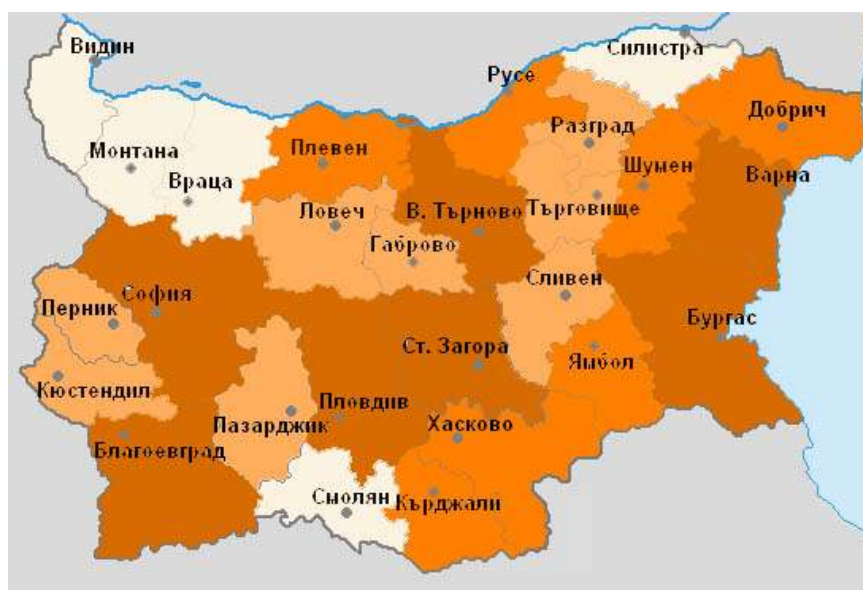 Видин
Силистра
Русе
Добрич
Разград
Монтана
Плевен
Шумен
Варна
Враца
Ловеч
В. Търново
Търговище
Габрово
Сливен
София
Перник
Бургас
Ст. Загора
Ямбол
Кюстендил
Пловдив
Пазарджик
Хасково
Благоевград
Смолян
Кърджали